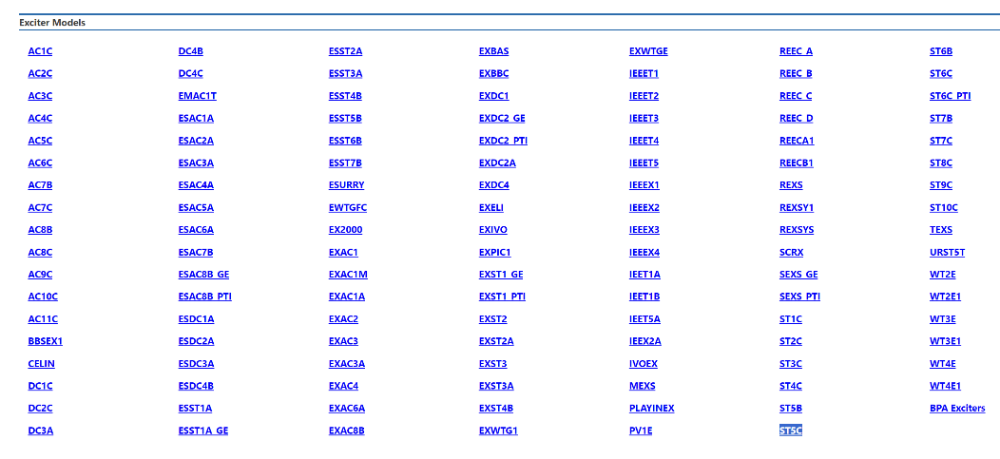 Exciter Models
AC1C DC4B ESST2A EXBAS EXWTGE REEC_A ST6B
AC2C DC4C ESST3A EXBBC IEEET1 REEC_B ST6C
AC3C EMAC1T ESST4B EXDC1 IEEET2 REEC_C ST6C_PTI
AC4C ESAC1A ESST5B EXDC2_GE IEEET3 REEC_D ST7B
AC5C ESAC2A ESST6B EXDC2_PTI IEEET4 REECA1 ST7C
AC6C ESAC3A ESST7B EXDC2A IEEET5 REECB1 ST8C
AC7B ESAC4A ESURRY EXDC4 IEEEX1 REXS ST9C
AC7C ESAC5A EWTGFC EXELI IEEEX2 REXSY1 ST10C
AC8B ESAC6A EX2000 EXIVO IEEEX3 REXSYS TEXS
AC8C ESAC7B EXAC1 EXPIC1 IEEEX4 SCRX URST5T
AC9C ESAC8B_GE EXAC1M EXST1_GE IEET1A SEXS_GE WT2E
AC10C ESAC8B_PTI EXAC1A EXST1_PTI IEET1B SEXS_PTI WT2E1
AC11C ESDC1A EXAC2 EXST2 IEET5A ST1C WT3E
BBSEX1 ESDC2A EXAC3 EXST2A IEEX2A ST2C WT3E1
CELIN ESDC3A EXAC3A EXST3 IVOEX ST3C WT4E
DC1C ESDC4B EXAC4 EXST3A MEXS ST4C WT4E1
DC2C ESST1A EXAC6A EXST4B PLAYINEX ST5B BPA Exciters
DC3A ESST1A_GE EXAC8B EXWTG1 PV1E ST5C